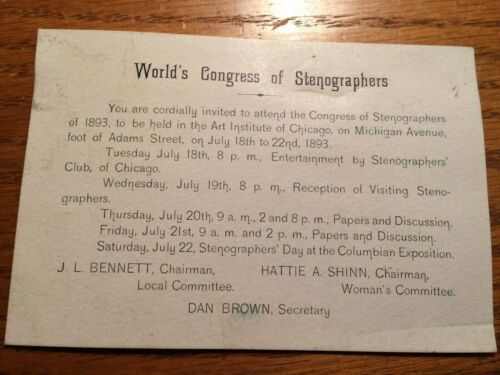 World's Congress of Stenographers
You are cordially invited to attend the Congress of Stenographers
of 1893, to be held in the Art Institute of Chicago, on Michigan Avenue,
foot of Adams Street, on July 18th to 22nd, 1893.
Tuesday July 18th, 8 p. m., Entertainment by Stenographers'
Club, of Chicago.
Wednesday, July 19th, 8 p. m., Reception of Visiting Steno-
graphers.
Thursday, July 20th, 9 a. m., 2 and 8 p. m., Papers and Discussion.
Friday, July 21st, 9 a. m. and 2 p. m., Papers and Discussion.
Saturday, July 22, Stenographers' Day at the Columbian Exposition.
J. L. BENNETT, Chairman, HATTIE A. SHINN, Chairman,
Local Committee. Woman's Committee.
DAN BROWN, Secretary